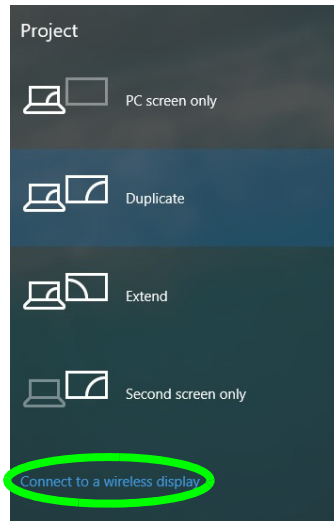 Project
PC screen only
Duplicate
Extend
Second screen only
Connect to a wireless display